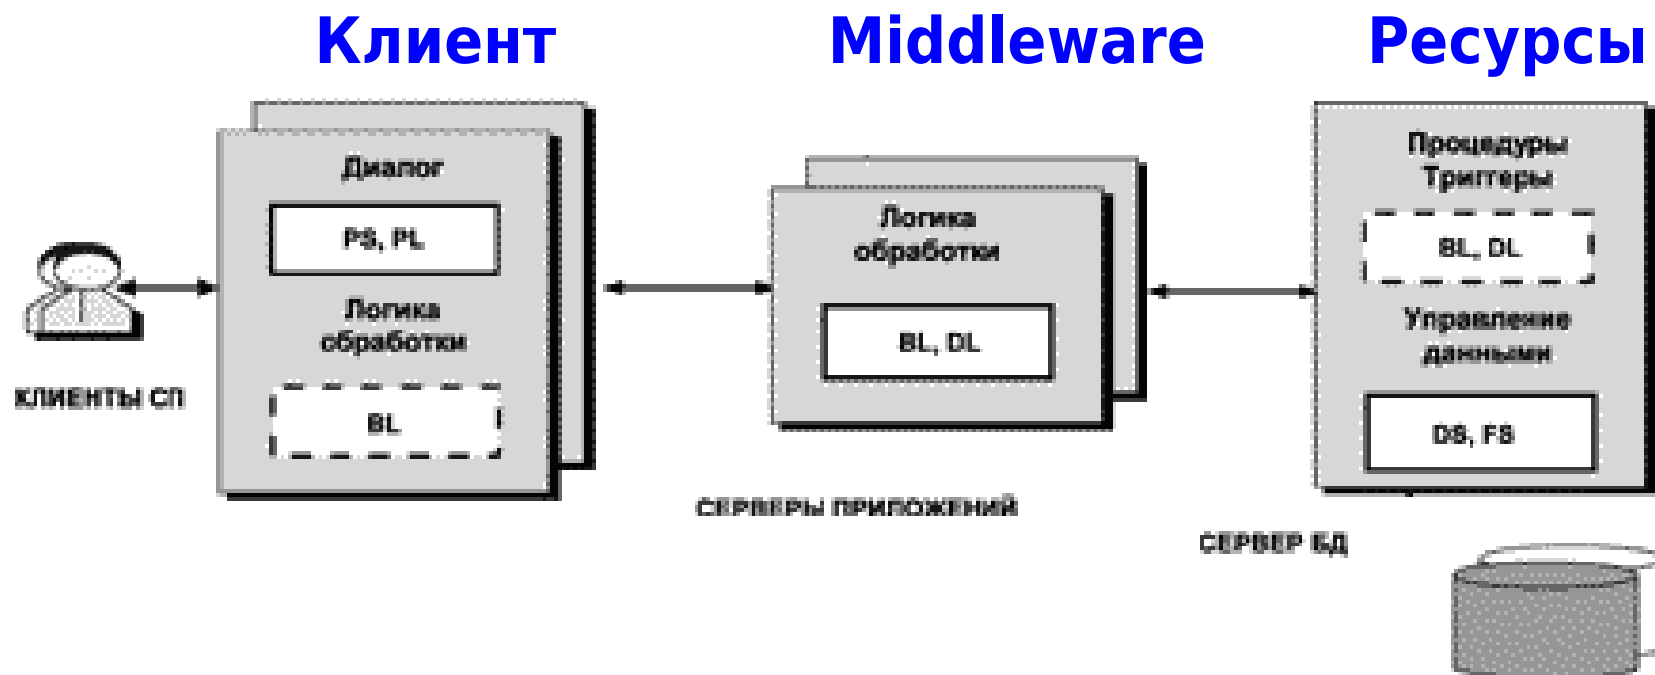 Клиент
Middleware
Ресурсы
Диалог
PS, PL
Логика
обработки
BL
КЛИЕНТЫ СП
Логика
обработки
BL, DL
СЕРВЕРЫ ПРИЛОЖЕНИЙ
Процедуры
Триггеры
BL, DL
Управление
данными
DS, FS
СЕРВЕР БД